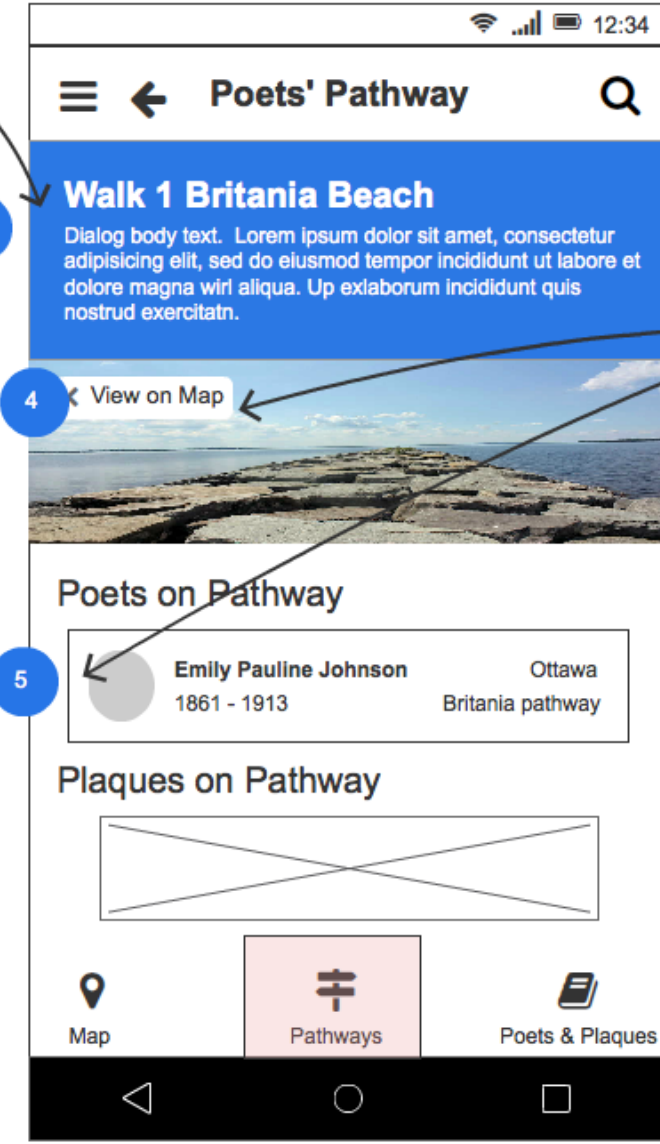 12:34
Poets' Pathway
Walk 1 Britania Beach
Dialog body text.  Lorem ipsum dolor sit amet, consectetur
adipisicing elit, sed do eiusmod tempor incididunt ut labore et
dolore magna wirl aliqua. Up exlaborum incididunt quis
nostrud exercitatn.
4
View on Map
Poets on Pathway
5
Emily Pauline Johnson
Ottawa
1861 - 1913
Britania pathway
Plaques on Pathway
Map
Pathways
Poets & Plaques